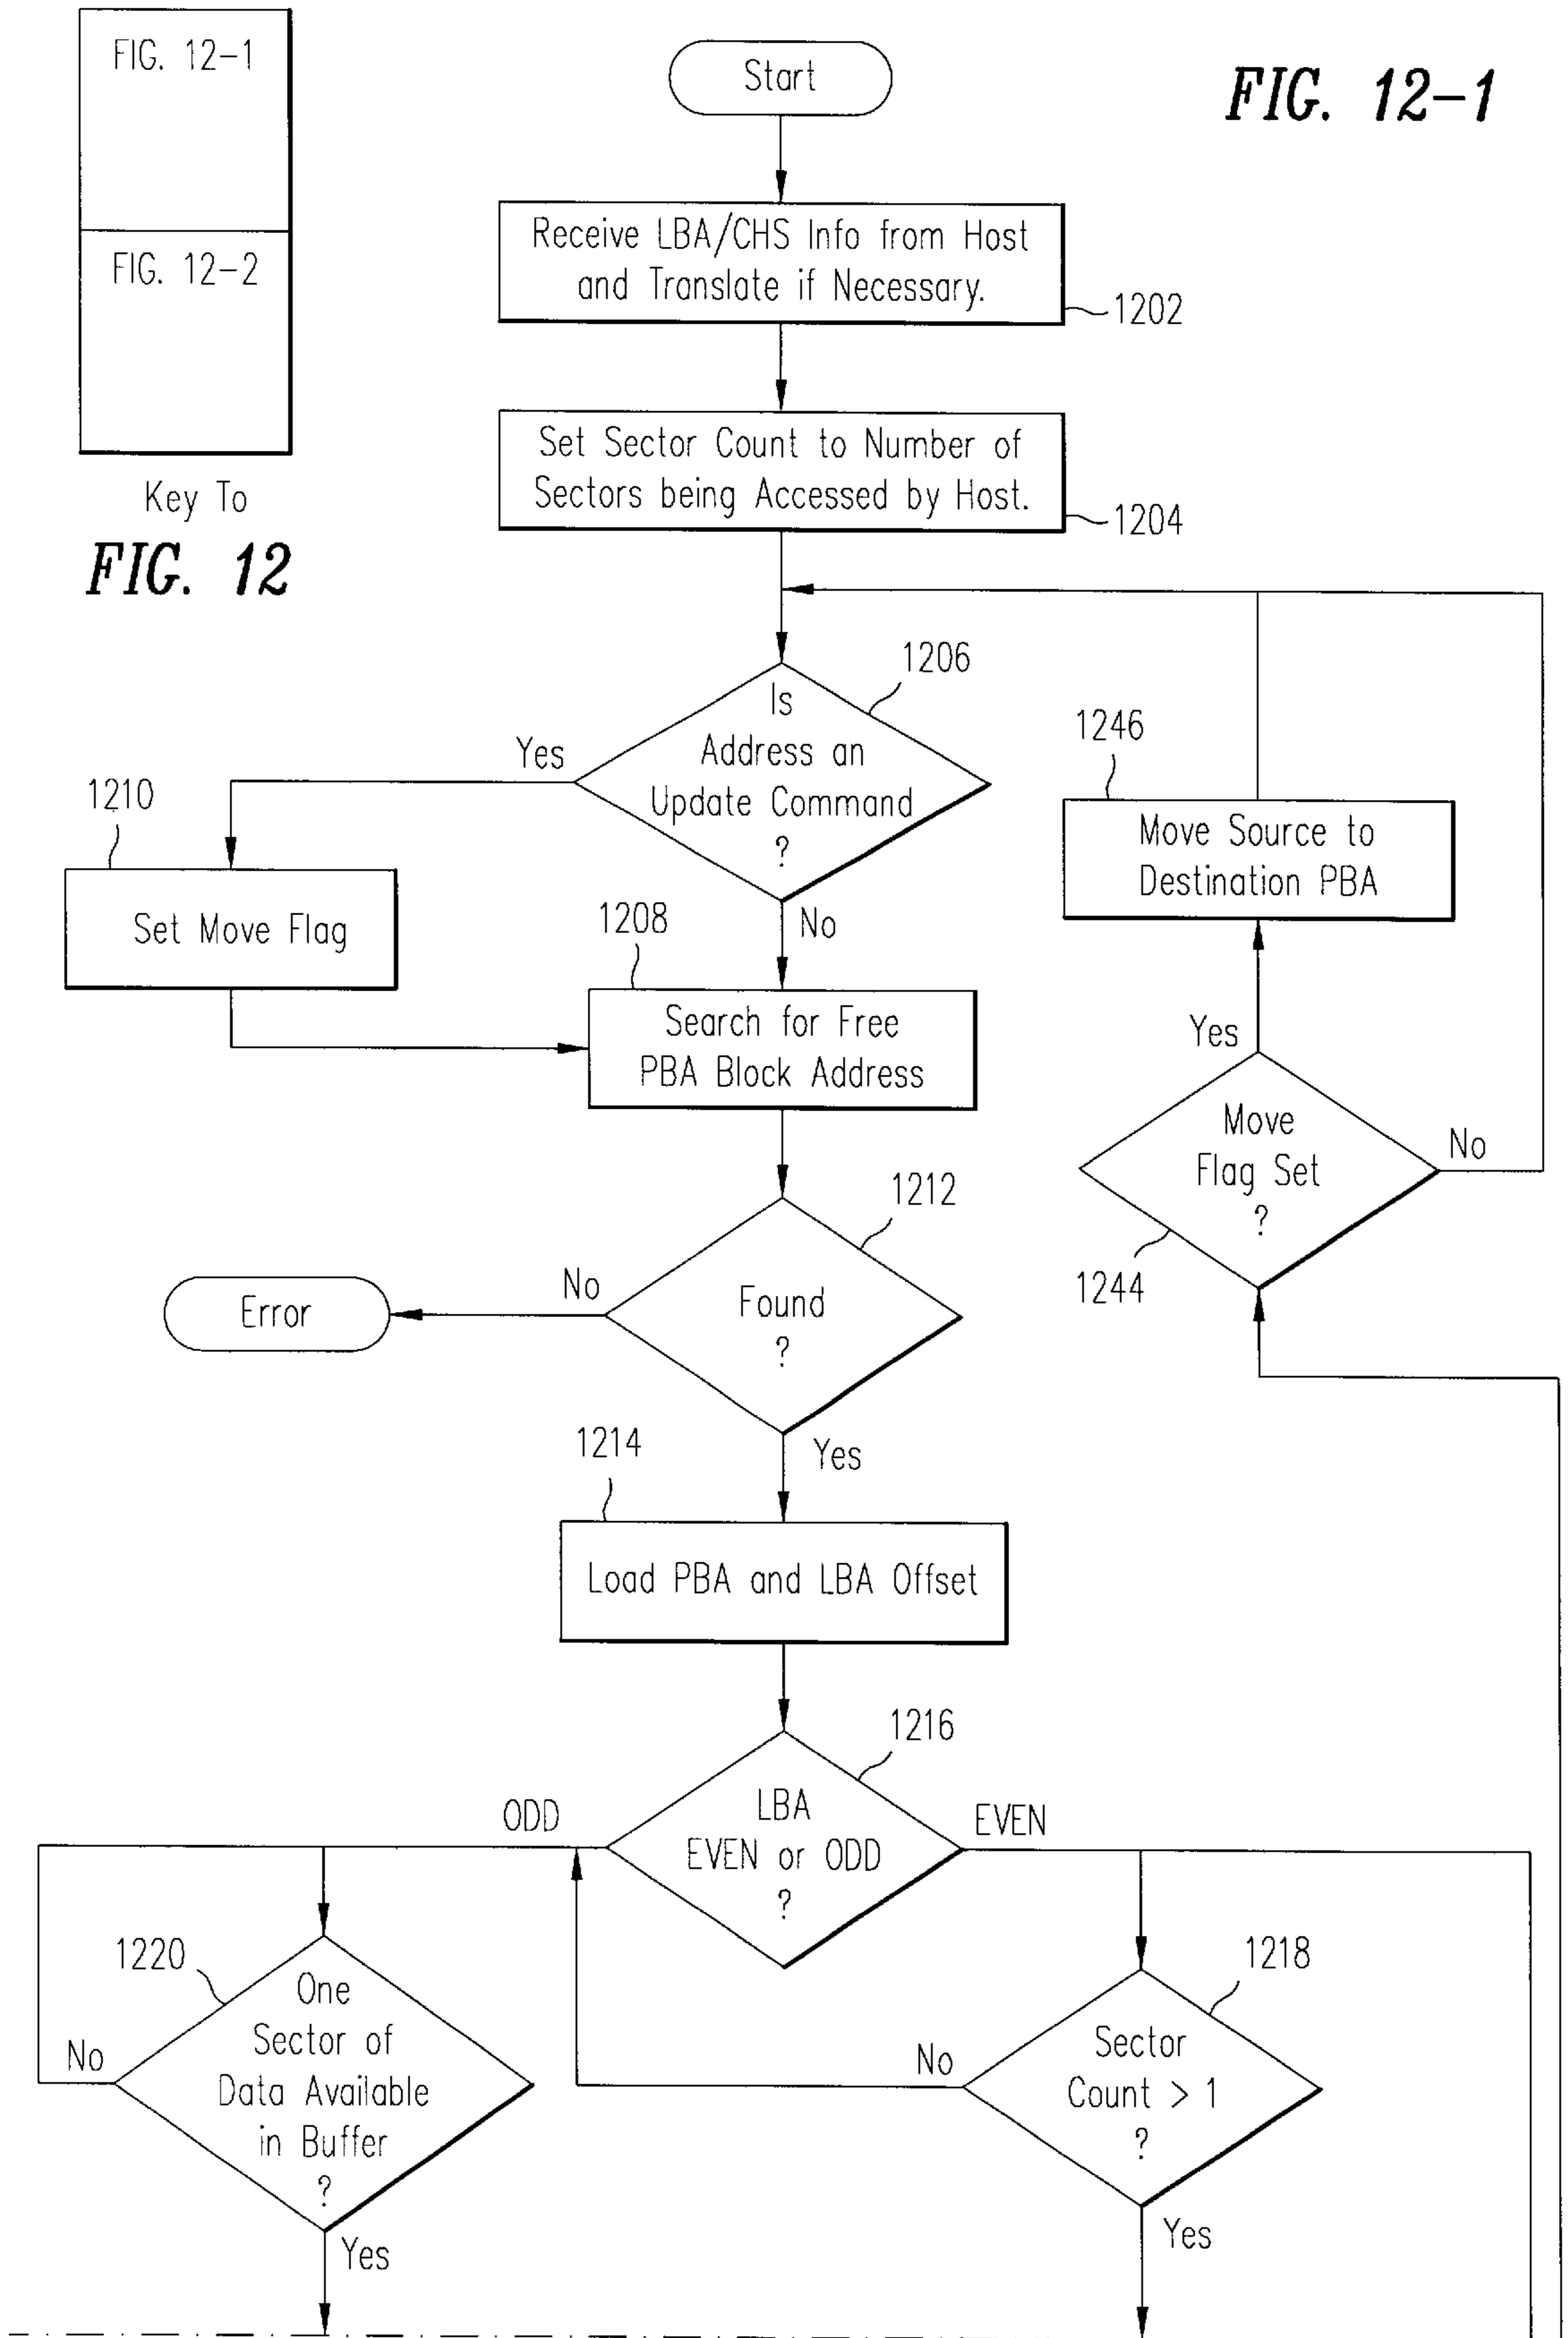 FIG. 12-1
FIG. 12-2
Key To
FIG. 12
FIG. 12-1
Start
Receive LBA/CHS Info from Host
and Translate if Necessary.
1202
Set Sector Count to Number of
Sectors being Accessed by Host.
1204
1206
Is
Address an
Update Command
?
Yes
No
1210
Set Move Flag
1208
Search for Free
PBA Block Address
1246
Move Source to
Destination PBA
Yes
Move
Flag Set
?
No
1244
1212
Found
?
No
Error
Yes
1214
Load PBA and LBA Offset
1216
LBA
EVEN or ODD
?
ODD
EVEN
1220
One
Sector of
Data Available
in Buffer
?
No
Yes
1218
Sector
Count > 1
?
No
Yes